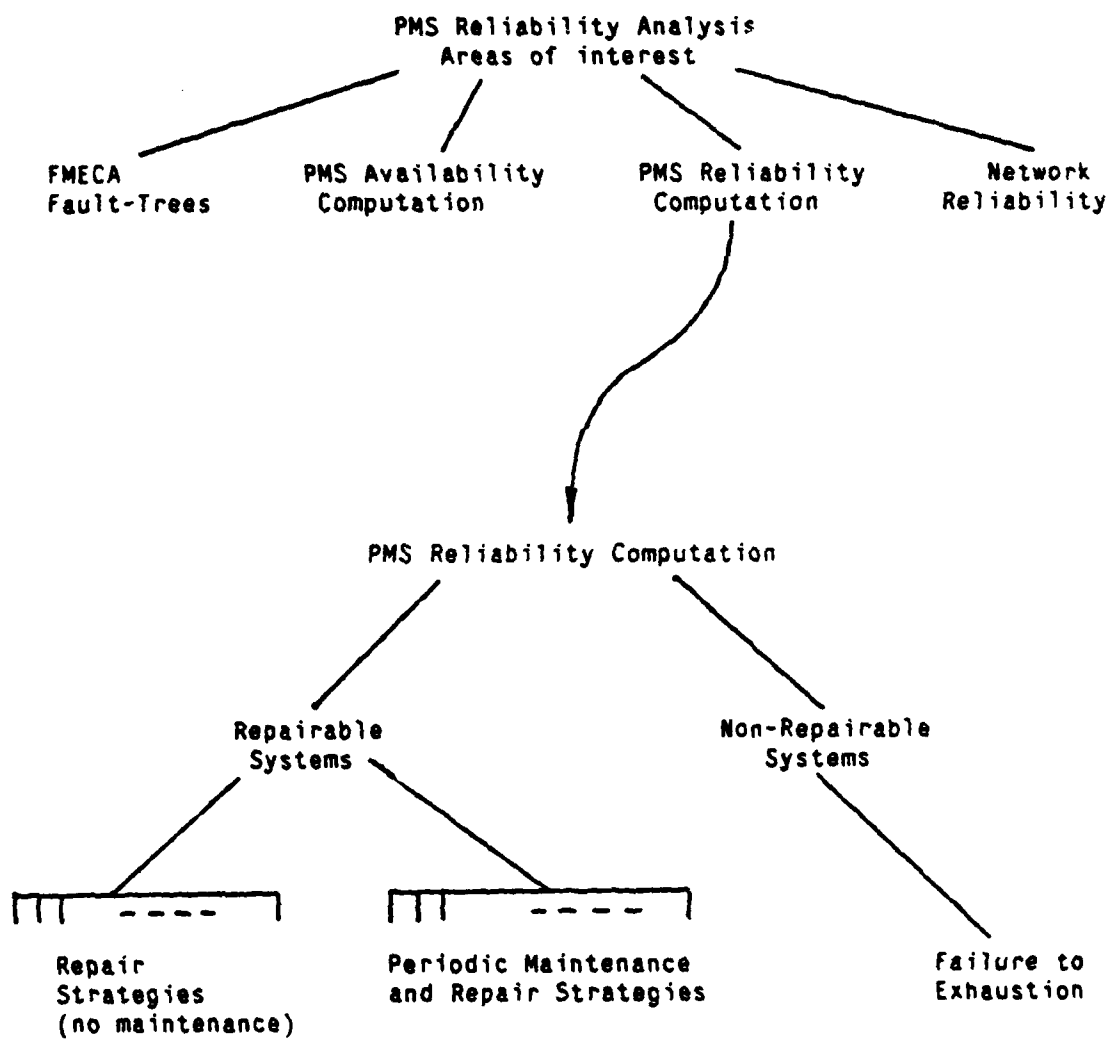 PMS Reliability Analysis
Areas of interest
FMECA
Fault-Trees
PMS Availability
Computation
PMS Reliability
Computation
Network
Reliability
PMS Reliability Computation
Repairable
Systems
Non-Repairable
Systems
Repair
Strategies
(no maintenance)
Periodic Maintenance
and Repair Strategies
Failure to
Exhaustion